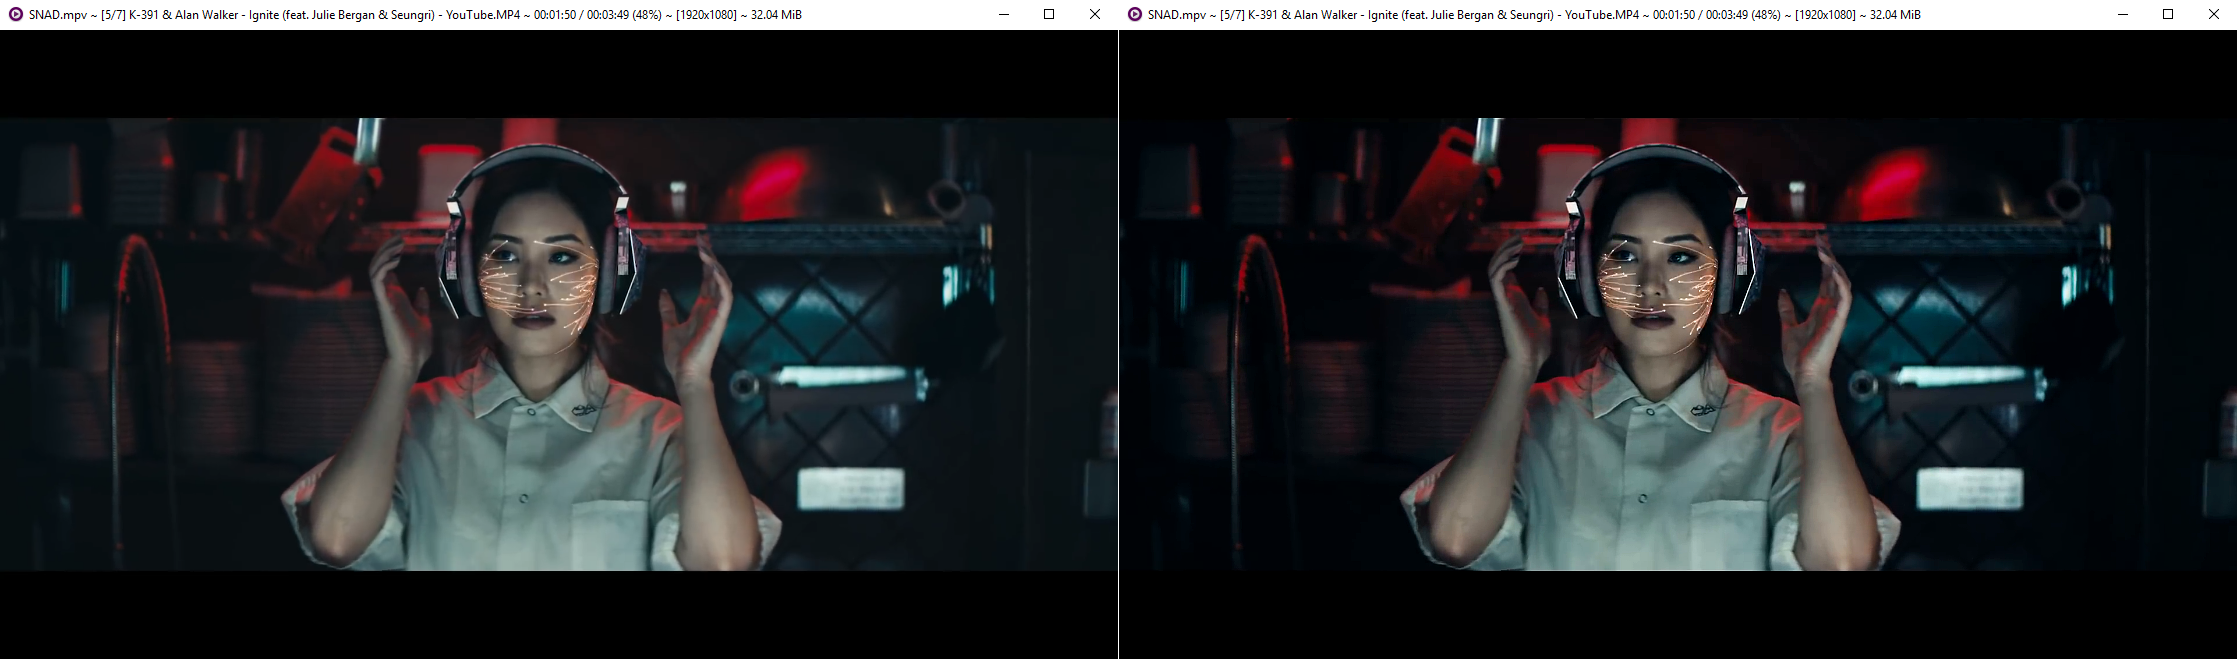 SNAD.mpv ~ [5/7] K-391 & Alan Walker - Ignite (feat. Julie Bergan & Seungri) - YouTube.MP4 ~ 00:01:50 / 00:03:49 (48%) ~ [1920x1080] ~ 32.04 MiB
SNAD.mpv ~ [5/7] K-391 & Alan Walker - Ignite (feat. Julie Bergan & Seungri) - YouTube.MP4 ~ 00:01:50 / 00:03:49 (48%) ~ [1920x1080] ~ 32.04 MiB